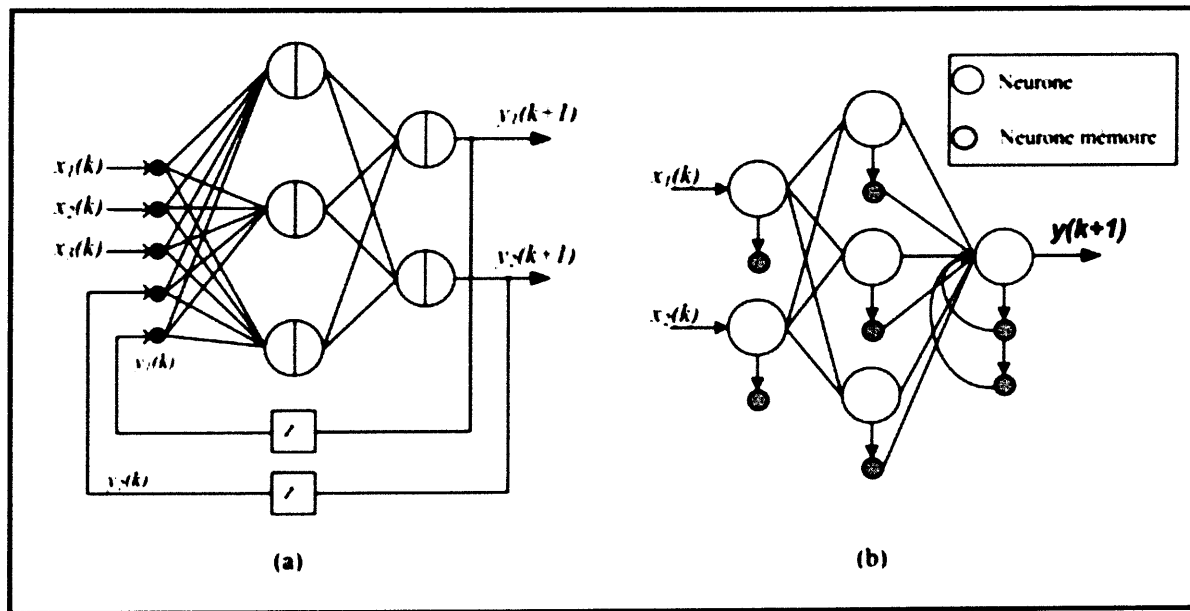 x₁(k)
x₂(k)
x₃(k)
y₁(k)
y₂(k)
y₁(k+1)
y₂(k+1)
(a)
Neurone
Neurone mémoire
x₁(k)
x₂(k)
y(k+1)
(b)